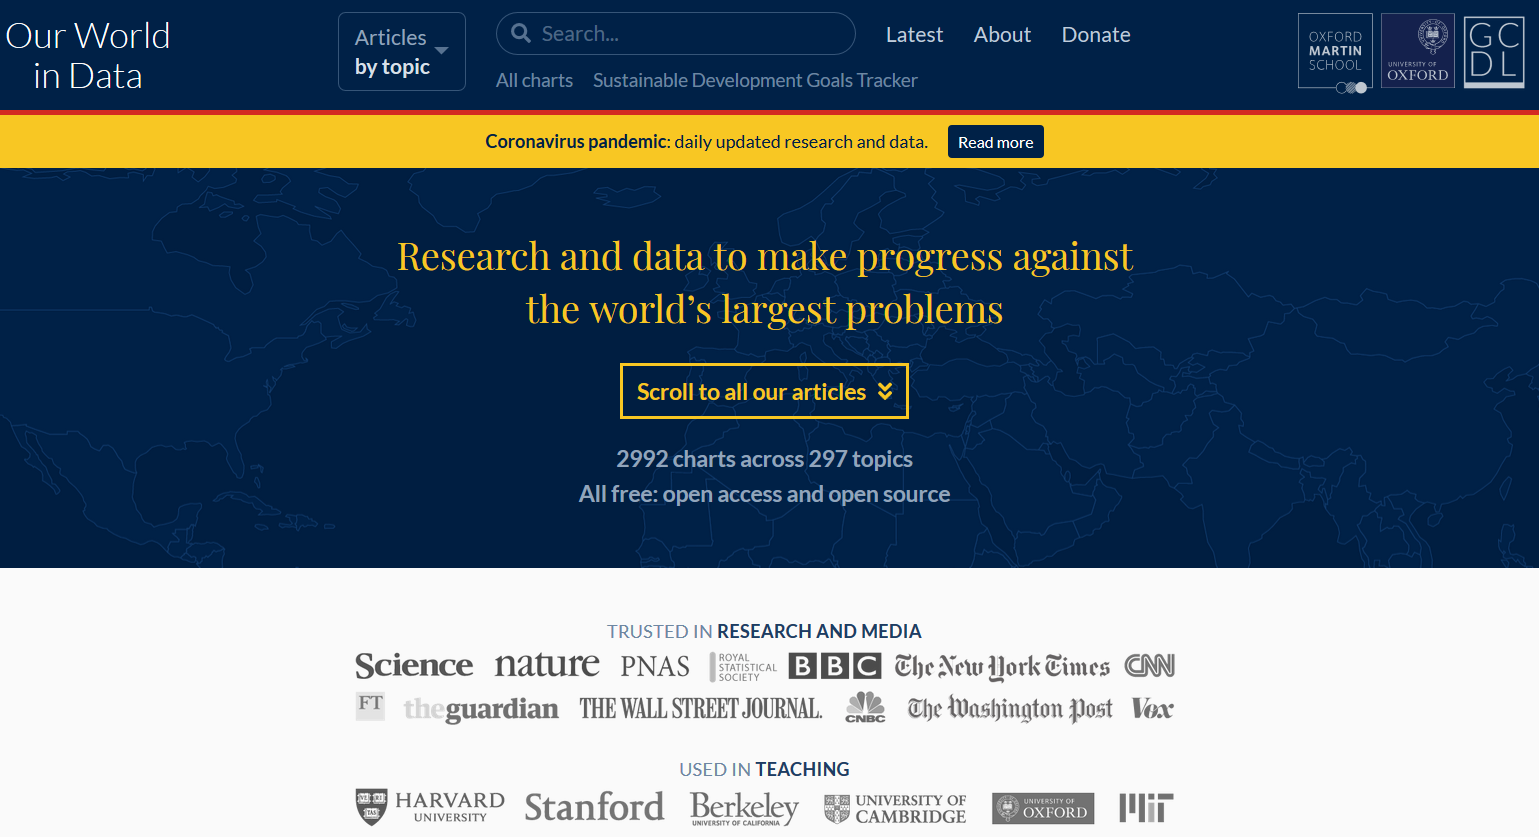 Our World
in Data
Articles
by topic
Search...
Latest
About
Donate
All charts
Sustainable Development Goals Tracker
OXFORD
MARTIN
SCHOOL
UNIVERSITY OF
OXFORD
GC
DL
Coronavirus pandemic: daily updated research and data.
Read more
Research and data to make progress against
the world's largest problems
Scroll to all our articles
2992 charts across 297 topics
All free: open access and open source
TRUSTED IN RESEARCH AND MEDIA
Science
nature
PNAS
ROYAL
STATISTICAL
SOCIETY
BBC
The New York Times
CNN
FT
theguardian
THE WALL STREET JOURNAL.
CNBC
The Washington Post
Vox
USED IN TEACHING
HARVARD
UNIVERSITY
Stanford
Berkeley
UNIVERSITY OF CALIFORNIA
UNIVERSITY OF
CAMBRIDGE
UNIVERSITY OF
OXFORD
MIT